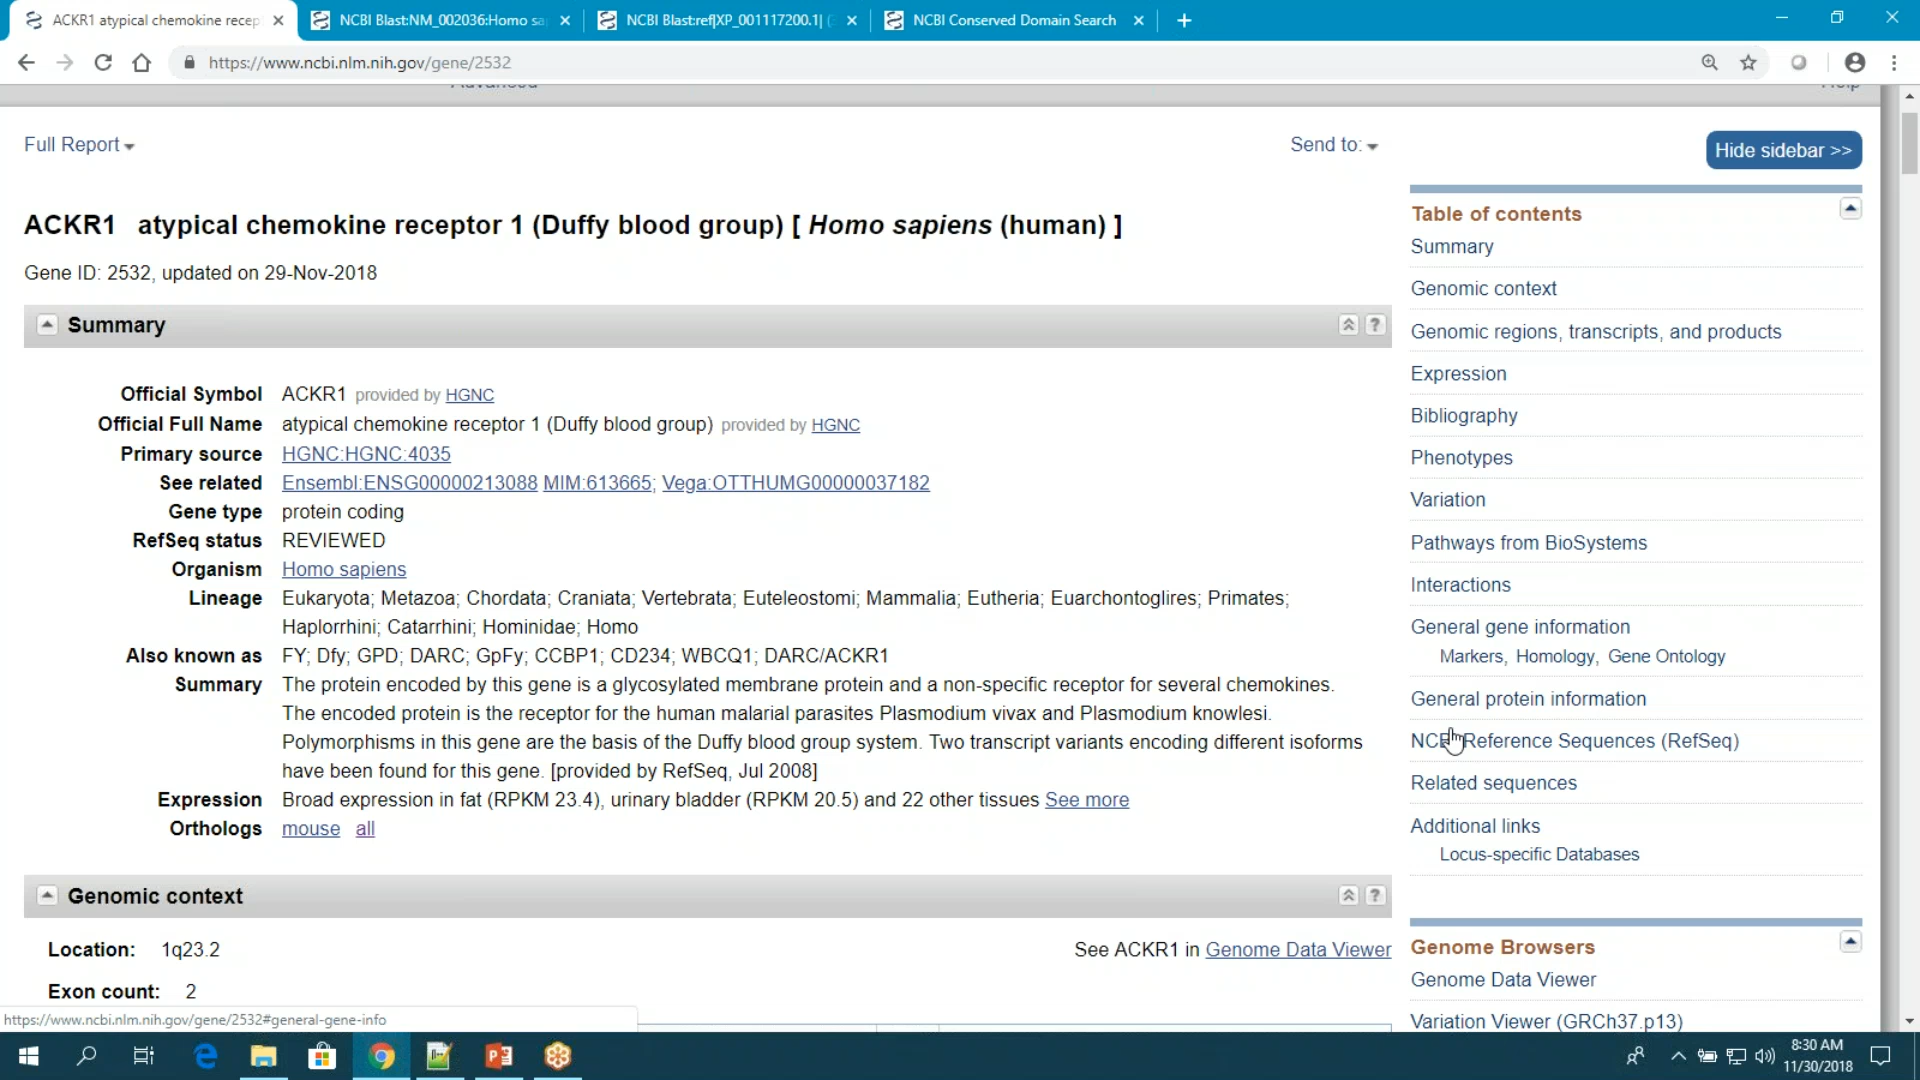 ACKR1 atypical chemokine recep
NCBI Blast:NM_002036:Homo sa
NCBI Blast:ref|XP_001117200.1| (
NCBI Conserved Domain Search
https://www.ncbi.nlm.nih.gov/gene/2532
Advanced
Help
Full Report
Send to:
Hide sidebar >>
ACKR1 atypical chemokine receptor 1 (Duffy blood group) [ Homo sapiens (human) ]
Gene ID: 2532, updated on 29-Nov-2018
Summary
?
Official Symbol ACKR1 provided by HGNC
Official Full Name atypical chemokine receptor 1 (Duffy blood group) provided by HGNC
Primary source HGNC:HGNC:4035
See related Ensembl:ENSG00000213088 MIM:613665; Vega:OTTHUMG00000037182
Gene type protein coding
RefSeq status REVIEWED
Organism Homo sapiens
Lineage Eukaryota; Metazoa; Chordata; Craniata; Vertebrata; Euteleostomi; Mammalia; Eutheria; Euarchontoglires; Primates;
Haplorrhini; Catarrhini; Hominidae; Homo
Also known as FY; Dfy; GPD; DARC; GpFy; CCBP1; CD234; WBCQ1; DARC/ACKR1
Summary The protein encoded by this gene is a glycosylated membrane protein and a non-specific receptor for several chemokines.
The encoded protein is the receptor for the human malarial parasites Plasmodium vivax and Plasmodium knowlesi.
Polymorphisms in this gene are the basis of the Duffy blood group system. Two transcript variants encoding different isoforms
have been found for this gene. [provided by RefSeq, Jul 2008]
Expression Broad expression in fat (RPKM 23.4), urinary bladder (RPKM 20.5) and 22 other tissues See more
Orthologs mouse all
Genomic context
?
Location: 1q23.2
See ACKR1 in Genome Data Viewer
Exon count: 2
Table of contents
Summary
Genomic context
Genomic regions, transcripts, and products
Expression
Bibliography
Phenotypes
Variation
Pathways from BioSystems
Interactions
General gene information
Markers, Homology, Gene Ontology
General protein information
Reference Sequences (RefSeq)
Related sequences
Additional links
Locus-specific Databases
Genome Browsers
Genome Data Viewer
Variation Viewer (GRCh37.p13)
https://www.ncbi.nlm.nih.gov/gene/2532#general-gene-info
8:30 AM
11/30/2018